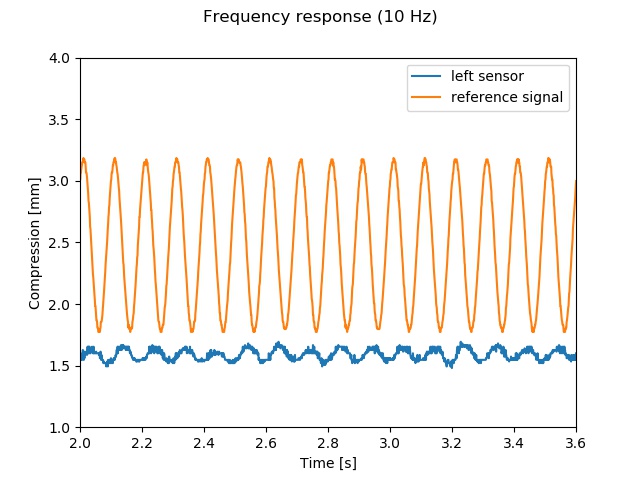 Frequency response (10 Hz)
left sensor
reference signal
4.0
3.5
3.0
2.5
2.0
1.5
1.0
Compression [mm]
2.0 2.2 2.4 2.6 2.8 3.0 3.2 3.4 3.6
Time [s]